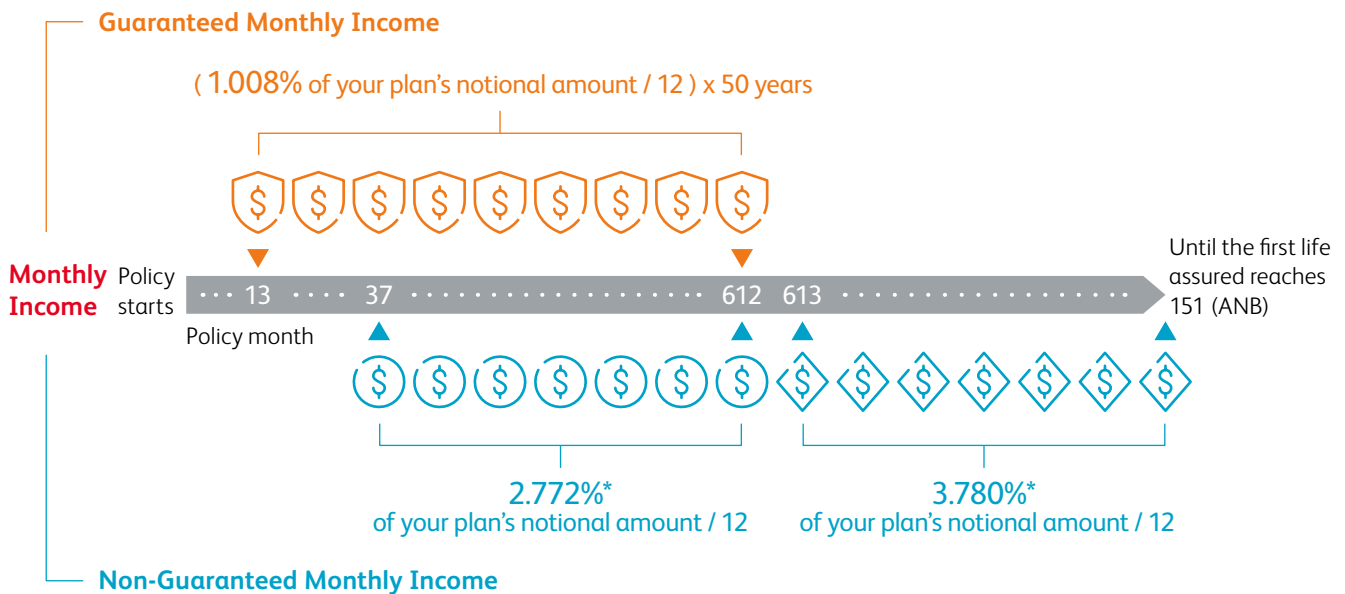 Guaranteed Monthly Income
( 1.008% of your plan’s notional amount / 12 ) x 50 years
$ $ $ $ $ $ $ $ $
Monthly
Income
Policy
starts
13
37
612
613
Until the first life
assured reaches
151 (ANB)
Policy month
$ $ $ $ $ $ $ $ $ $ $ $ $ $
2.772%*
of your plan’s notional amount / 12
3.780%*
of your plan’s notional amount / 12
Non-Guaranteed Monthly Income